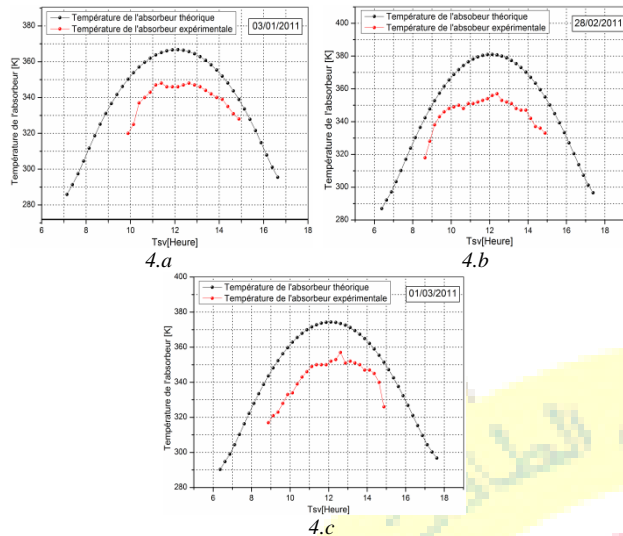 Température de l'absorbeur théorique
Température de l'absorbeur expérimentale
03/01/2011
Température de l'absorbeur [K]
380
360
340
320
300
280
6 8 10 12 14 16 18
Tsv[Heure]
4.a
Température de l'absorbeur théorique
Température de l'absorbeur expérimentale
28/02/2011
Température de l'absorbeur [K]
400
380
360
340
320
300
280
6 8 10 12 14 16 18
Tsv[Heure]
4.b
Température de l'absorbeur théorique
Température de l'absorbeur expérimentale
01/03/2011
Température de l'absorbeur [K]
400
380
360
340
320
300
280
6 8 10 12 14 16 18
Tsv[Heure]
4.c